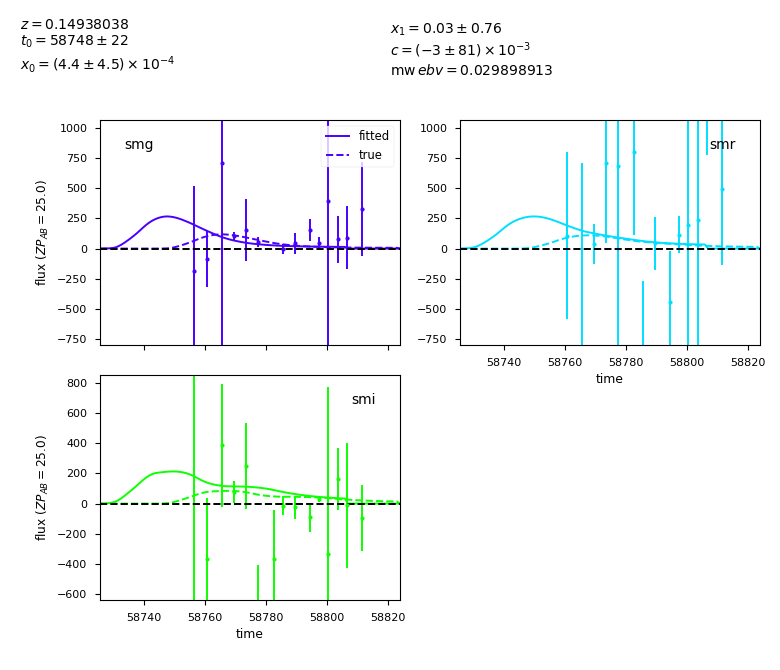 z = 0.14938038
t₀ = 58748 ± 22
x₀ = (4.4 ± 4.5) × 10⁻⁴
x₁ = 0.03 ± 0.76
c = (−3 ± 81) × 10⁻³
mw ebv = 0.029898913
smg
fitted
true
1000
750
500
250
0
−250
−500
−750
flux (ZP_AB = 25.0)
smr
1000
750
500
250
0
−250
−500
−750
58740 58760 58780 58800 58820
time
smi
800
600
400
200
0
−200
−400
−600
flux (ZP_AB = 25.0)
58740 58760 58780 58800 58820
time